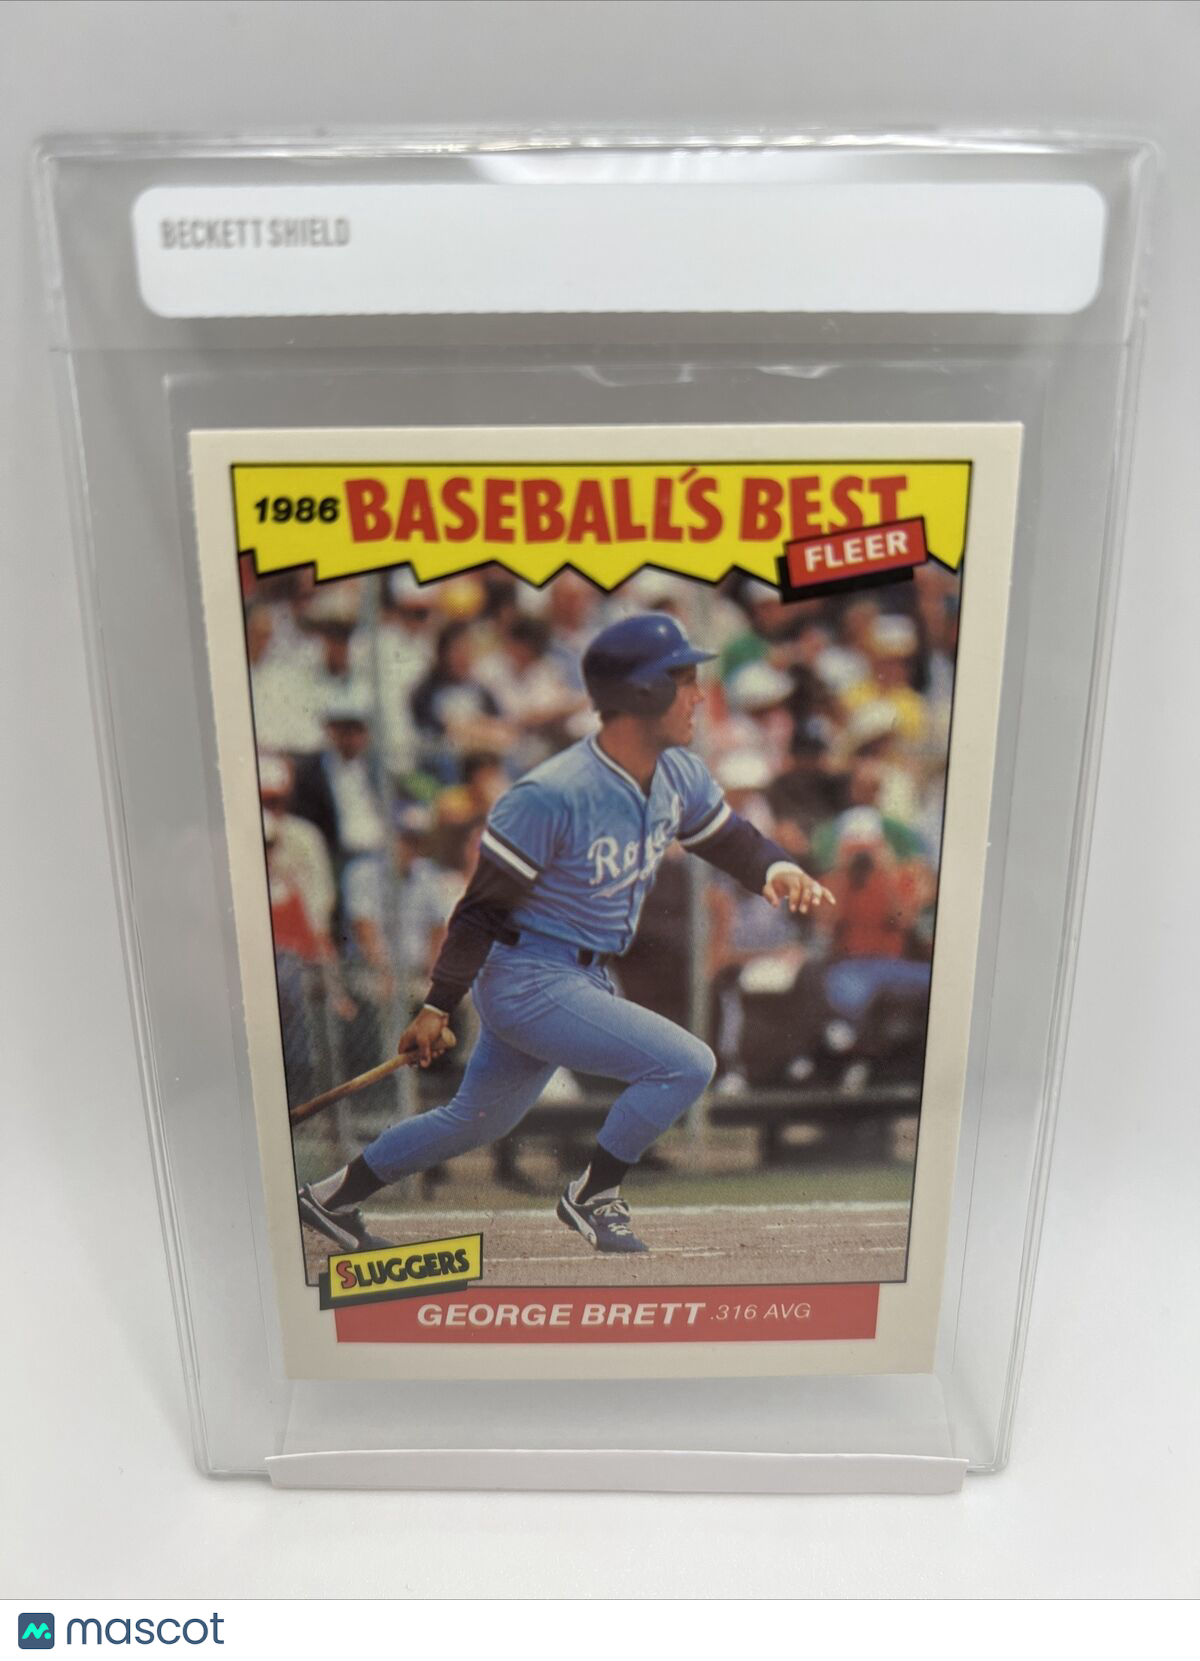 BECKETT SHIELD
1986 BASEBALL'S BEST
FLEER
Royals
SLUGGERS
GEORGE BRETT .316 AVG
mascot